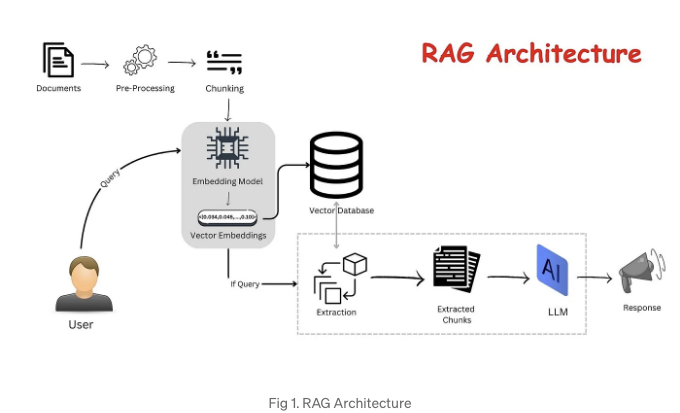 RAG Architecture
Documents
Pre-Processing
Chunking
Query
Embedding Model
<[0.034,0.045,...,0.10]>
Vector Embeddings
Vector Database
If Query
User
Extraction
Extracted
Chunks
AI
LLM
Response
Fig 1. RAG Architecture